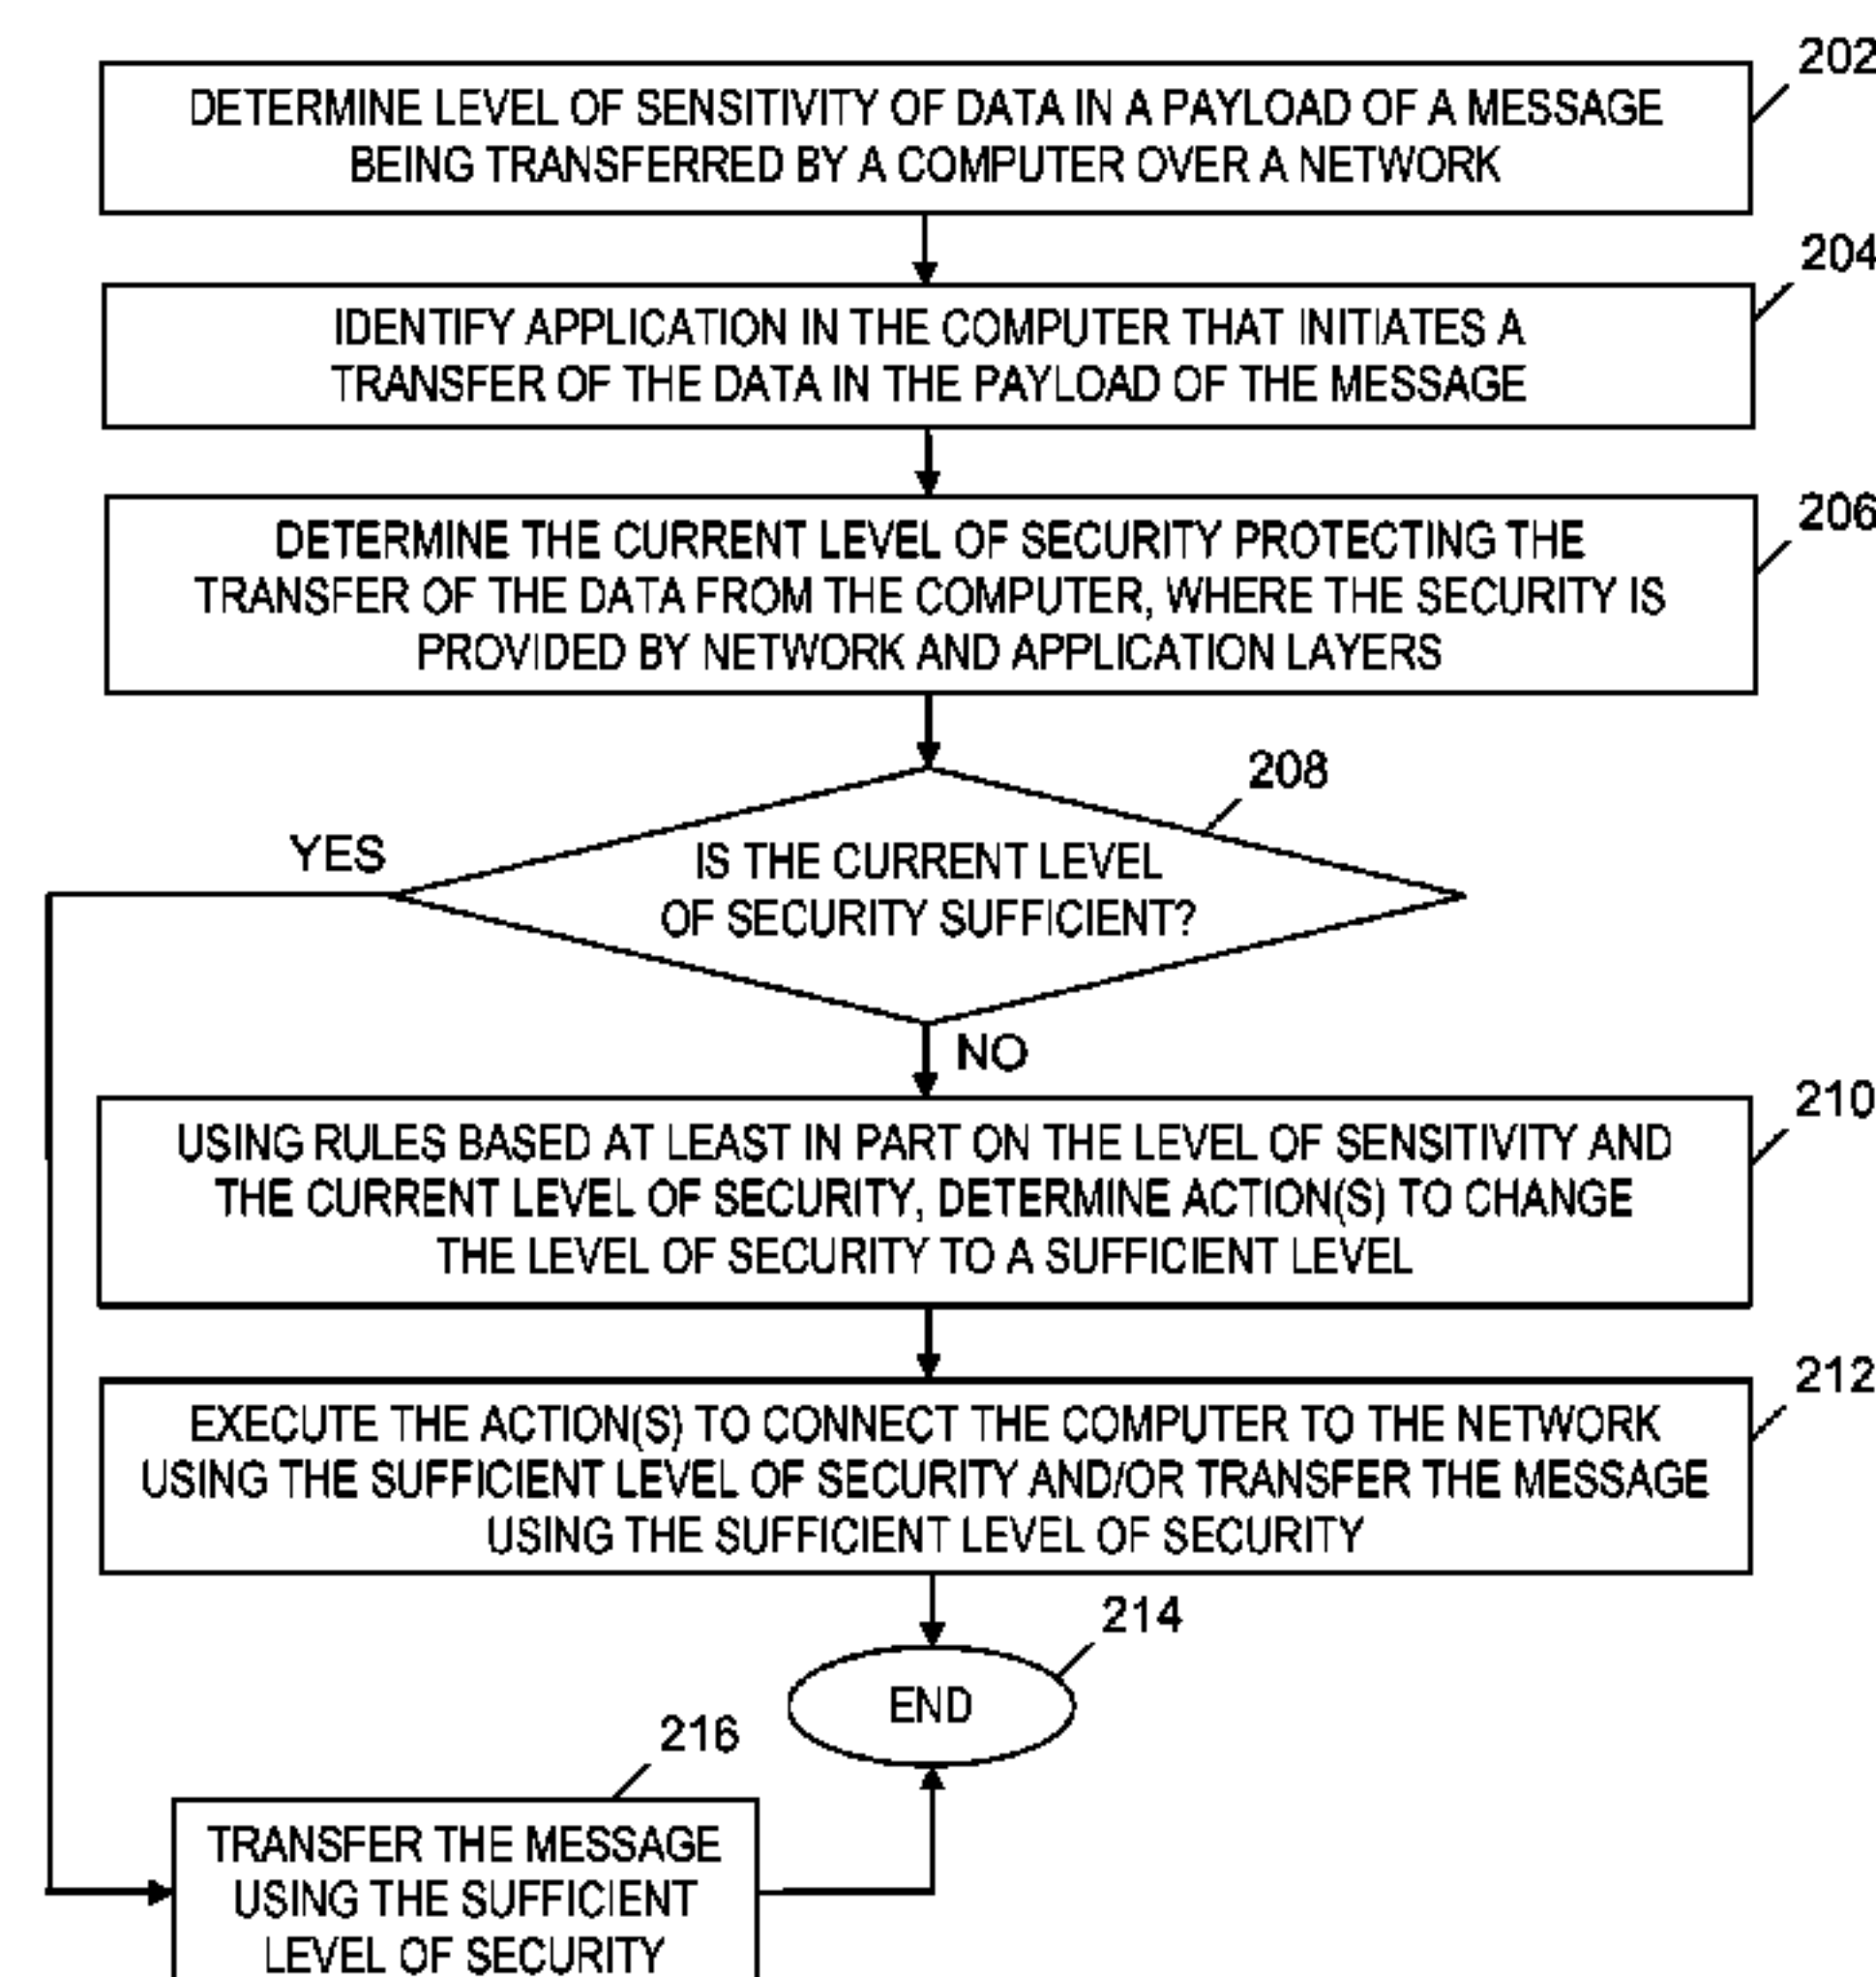 202
DETERMINE LEVEL OF SENSITIVITY OF DATA IN A PAYLOAD OF A MESSAGE
BEING TRANSFERRED BY A COMPUTER OVER A NETWORK
204
IDENTIFY APPLICATION IN THE COMPUTER THAT INITIATES A
TRANSFER OF THE DATA IN THE PAYLOAD OF THE MESSAGE
206
DETERMINE THE CURRENT LEVEL OF SECURITY PROTECTING THE
TRANSFER OF THE DATA FROM THE COMPUTER, WHERE THE SECURITY IS
PROVIDED BY NETWORK AND APPLICATION LAYERS
208
YES
IS THE CURRENT LEVEL
OF SECURITY SUFFICIENT?
NO
210
USING RULES BASED AT LEAST IN PART ON THE LEVEL OF SENSITIVITY AND
THE CURRENT LEVEL OF SECURITY, DETERMINE ACTION(S) TO CHANGE
THE LEVEL OF SECURITY TO A SUFFICIENT LEVEL
212
EXECUTE THE ACTION(S) TO CONNECT THE COMPUTER TO THE NETWORK
USING THE SUFFICIENT LEVEL OF SECURITY AND/OR TRANSFER THE MESSAGE
USING THE SUFFICIENT LEVEL OF SECURITY
214
END
216
TRANSFER THE MESSAGE
USING THE SUFFICIENT
LEVEL OF SECURITY